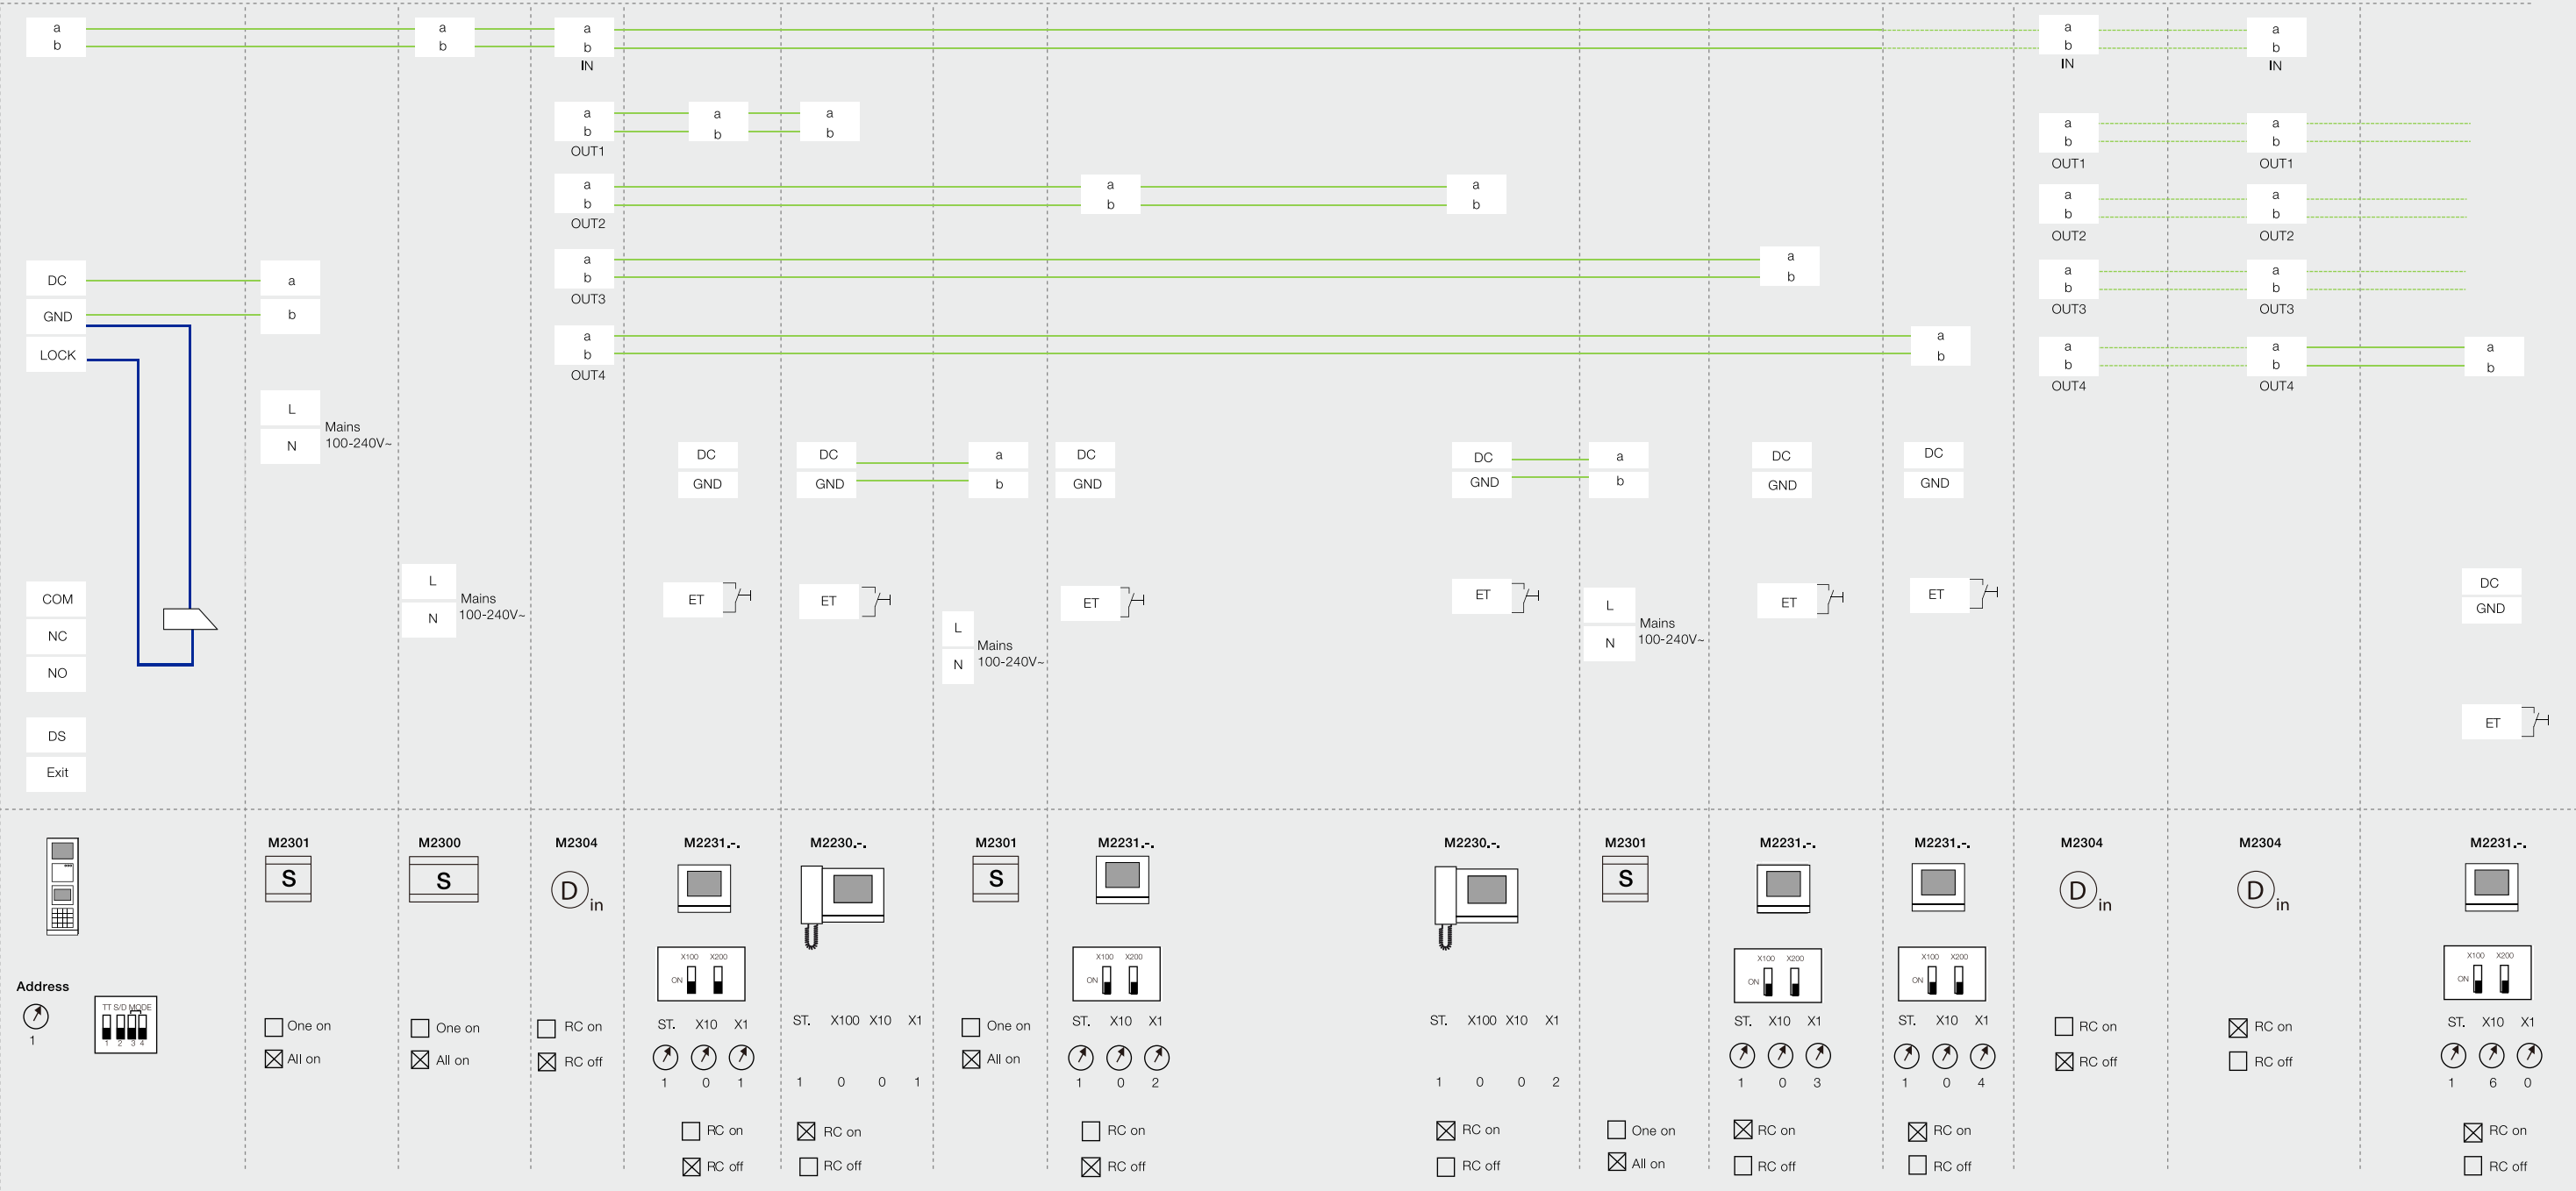 a a a a a
b b b b b
IN IN IN
a a a a a
b b b b b
OUT1 OUT1 OUT1
a a a a a
b b b b b
OUT2 OUT2 OUT2
a a a a
b b b b
OUT3 OUT3 OUT3
DC a
GND b
LOCK
a a a a a
b b b b b
OUT4 OUT4 OUT4
L
N
Mains
100-240V~
DC DC a DC DC a DC DC
GND GND b GND GND b GND GND
COM
NC
NO
L
N
Mains
100-240V~
ET ET
L
N
Mains
100-240V~
ET ET
L
N
Mains
100-240V~
ET ET
DC
GND
DS
Exit
ET
M2301 M2300 M2304 M2231.-. M2230.-. M2301 M2231.-. M2230.-. M2301 M2231.-. M2231.-. M2304 M2304 M2231.-.
S S D in S S D in D in
Address
1
TT S/D MODE
1 2 3 4
One on
All on
One on
All on
RC on
RC off
X100 X200
ON
ST. X10 X1
1 0 1
RC on
RC off
ST. X100 X10 X1
1 0 0 1
RC on
RC off
One on
All on
X100 X200
ON
ST. X10 X1
1 0 2
RC on
RC off
ST. X100 X10 X1
1 0 0 2
RC on
RC off
One on
All on
X100 X200
ON
ST. X10 X1
1 0 3
RC on
RC off
X100 X200
ON
ST. X10 X1
1 0 4
RC on
RC off
RC on
RC off
RC on
RC off
X100 X200
ON
ST. X10 X1
1 6 0
RC on
RC off